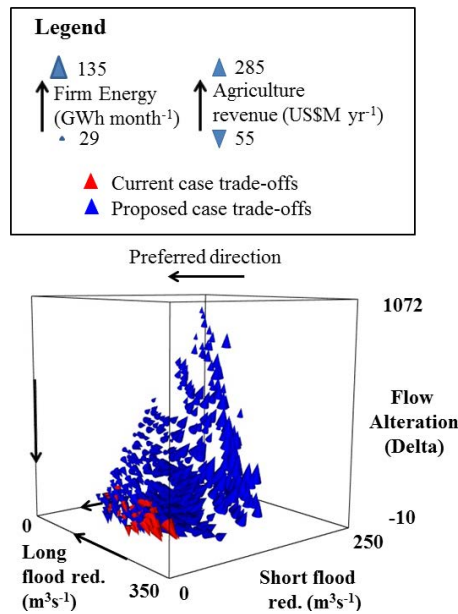 Legend
135
285
Firm Energy
(GWh month⁻¹)
29
Agriculture
revenue (US$M yr⁻¹)
55
Current case trade-offs
Proposed case trade-offs
Preferred direction
1072
Flow
Alteration
(Delta)
-10
0
250
Long
flood red.
(m³s⁻¹)
350
0
Short flood
red. (m³s⁻¹)